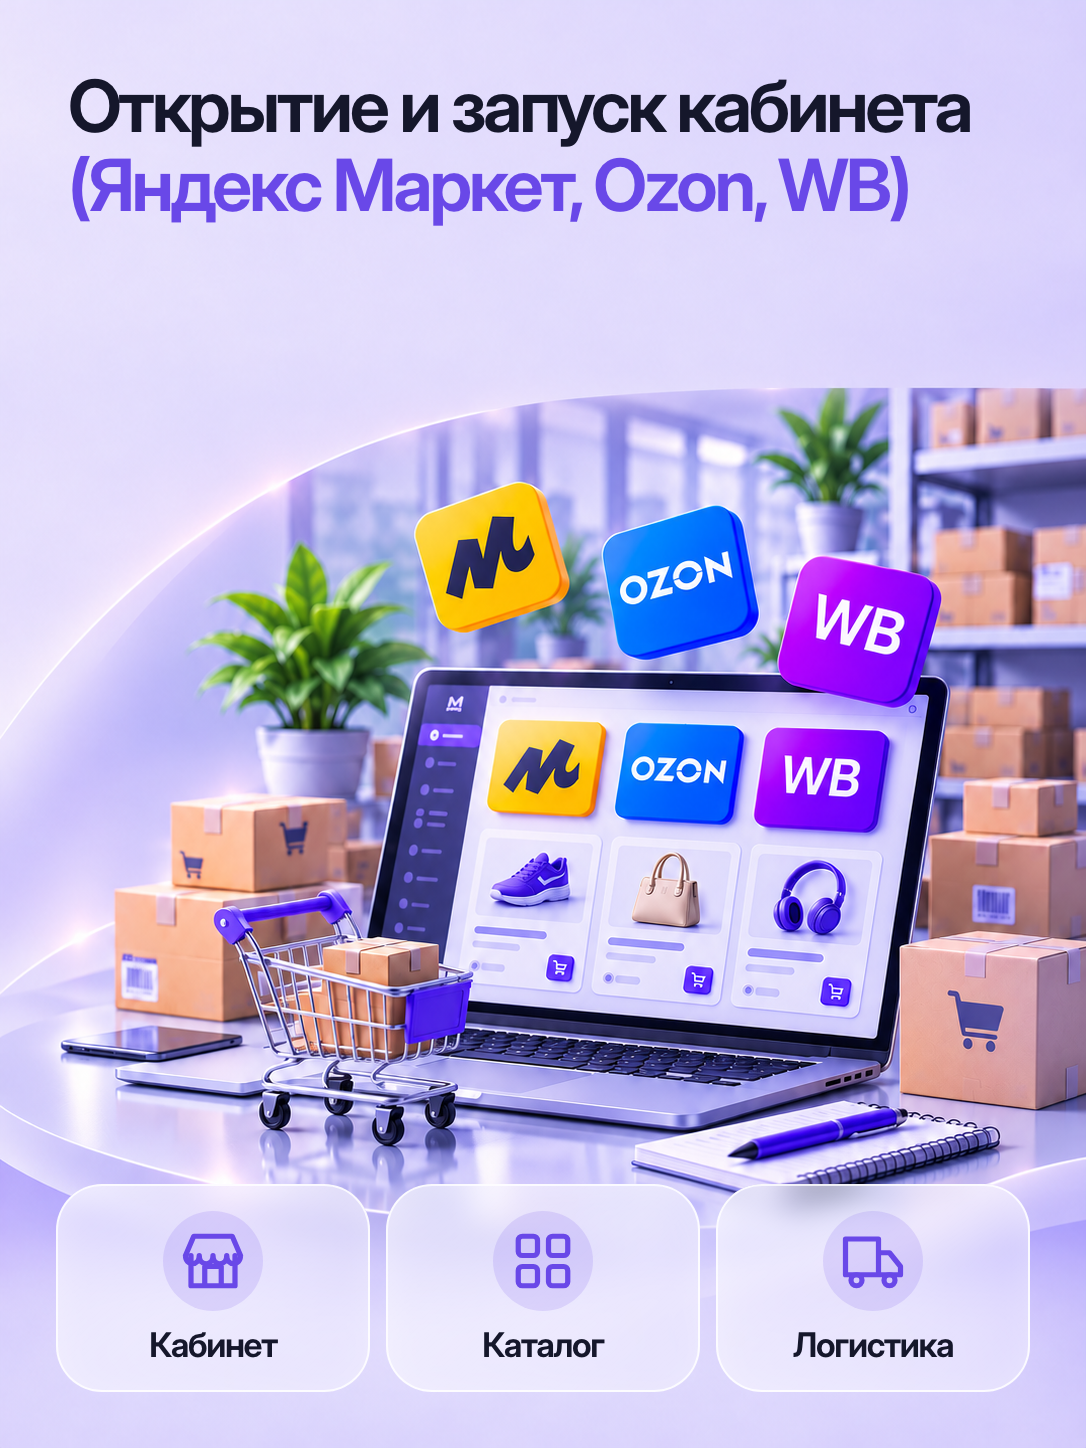 Открытие и запуск кабинета
(Яндекс Маркет, Ozon, WB)
M
OZON
WB
M
M
OZON
WB
Кабинет
Каталог
Логистика